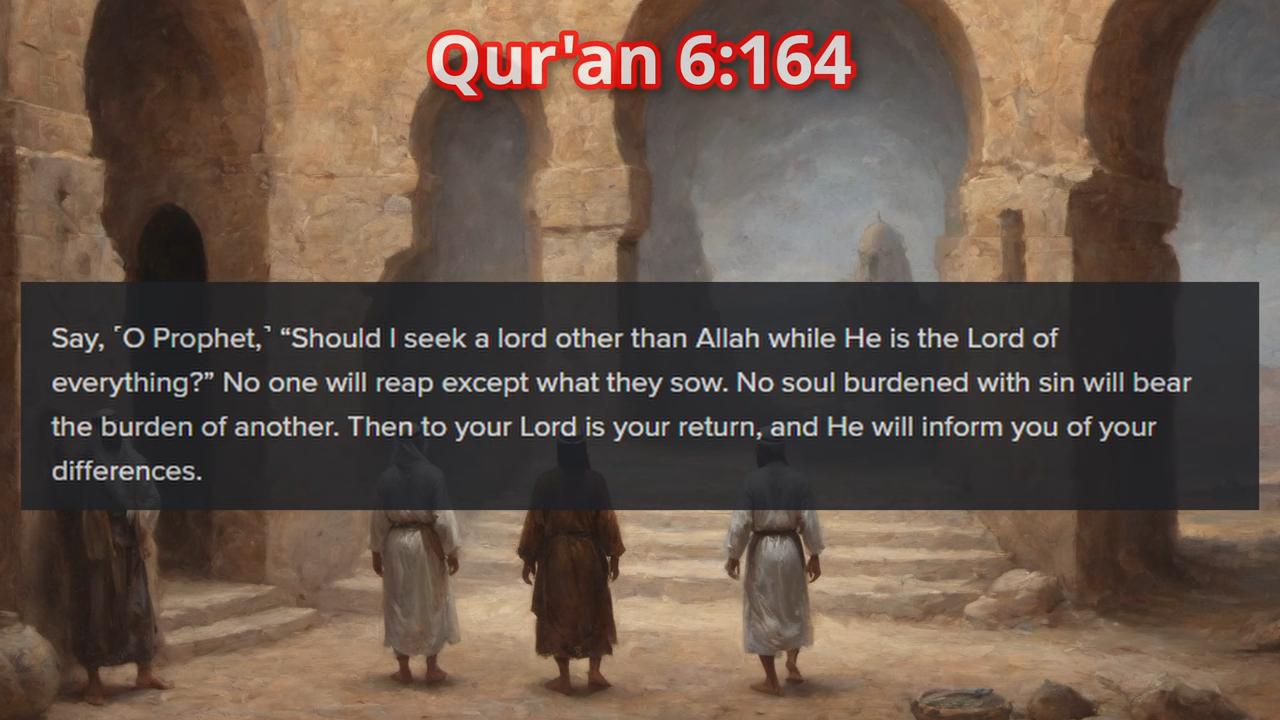 Qur'an 6:164
Say, ˹O Prophet,˺ “Should I seek a lord other than Allah while He is the Lord of
everything?” No one will reap except what they sow. No soul burdened with sin will bear
the burden of another. Then to your Lord is your return, and He will inform you of your
differences.